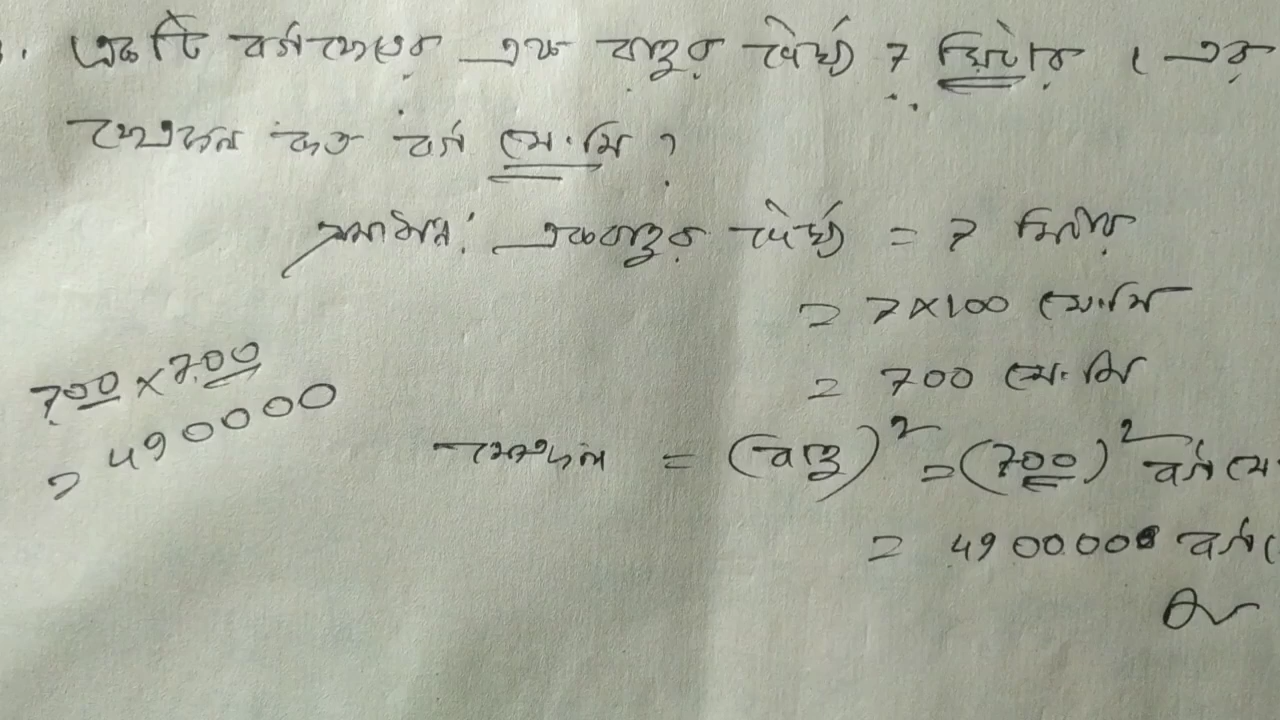 একটি বর্গক্ষেত্রের এক বাহুর দৈর্ঘ্য 7 মিটার । এর
ক্ষেত্রফল কত বর্গ সে.মি ?
সমাধান: একবাহুর দৈর্ঘ্য = 7 মিটার
= 7×100 সে.মি
= 700 সে.মি
700 × 700
= 490000
ক্ষেত্রফল = (বাহু)² = (700)² বর্গ সে
= 490000 বর্গ